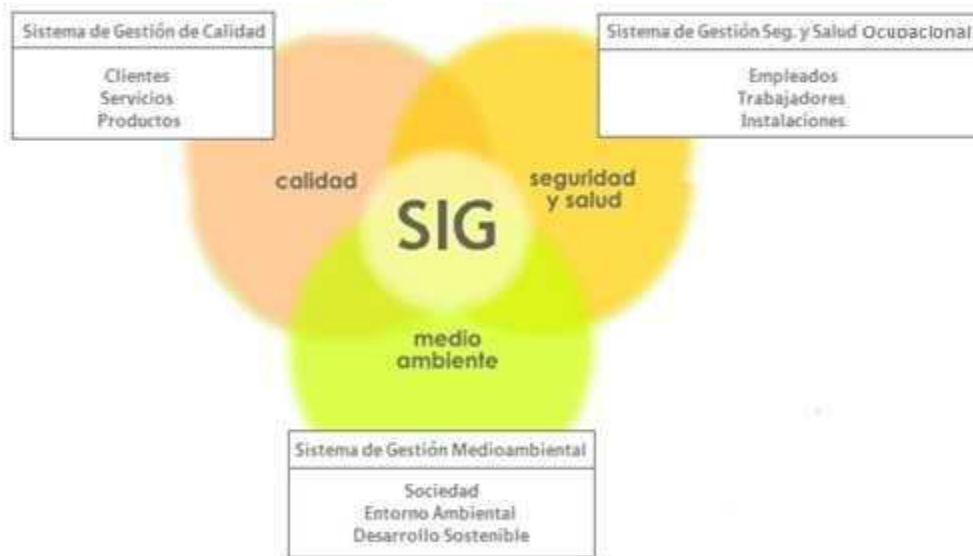 Sistema de Gestión de Calidad
Clientes
Servicios
Productos
Sistema de Gestión Seg. y Salud Ocupacional
Empleados
Trabajadores
Instalaciones
calidad
seguridad
y salud
SIG
medio
ambiente
Sistema de Gestión Medioambiental
Sociedad
Entorno Ambiental
Desarrollo Sostenible